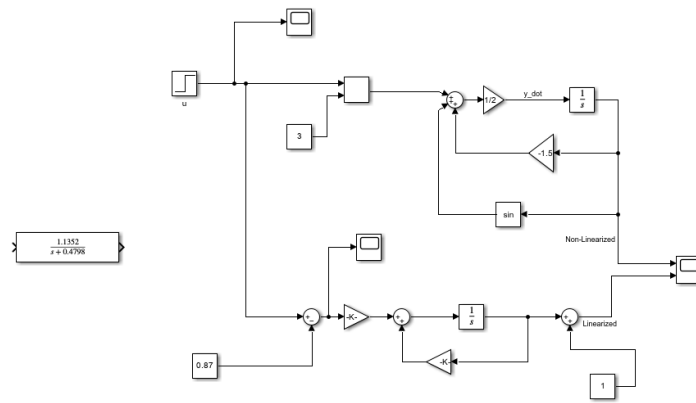 u
3
1/2
y_dot
1
s
-1.5
sin
1.1352
s + 0.4798
Non-Linearized
-K-
1
s
Linearized
-K-
0.87
1